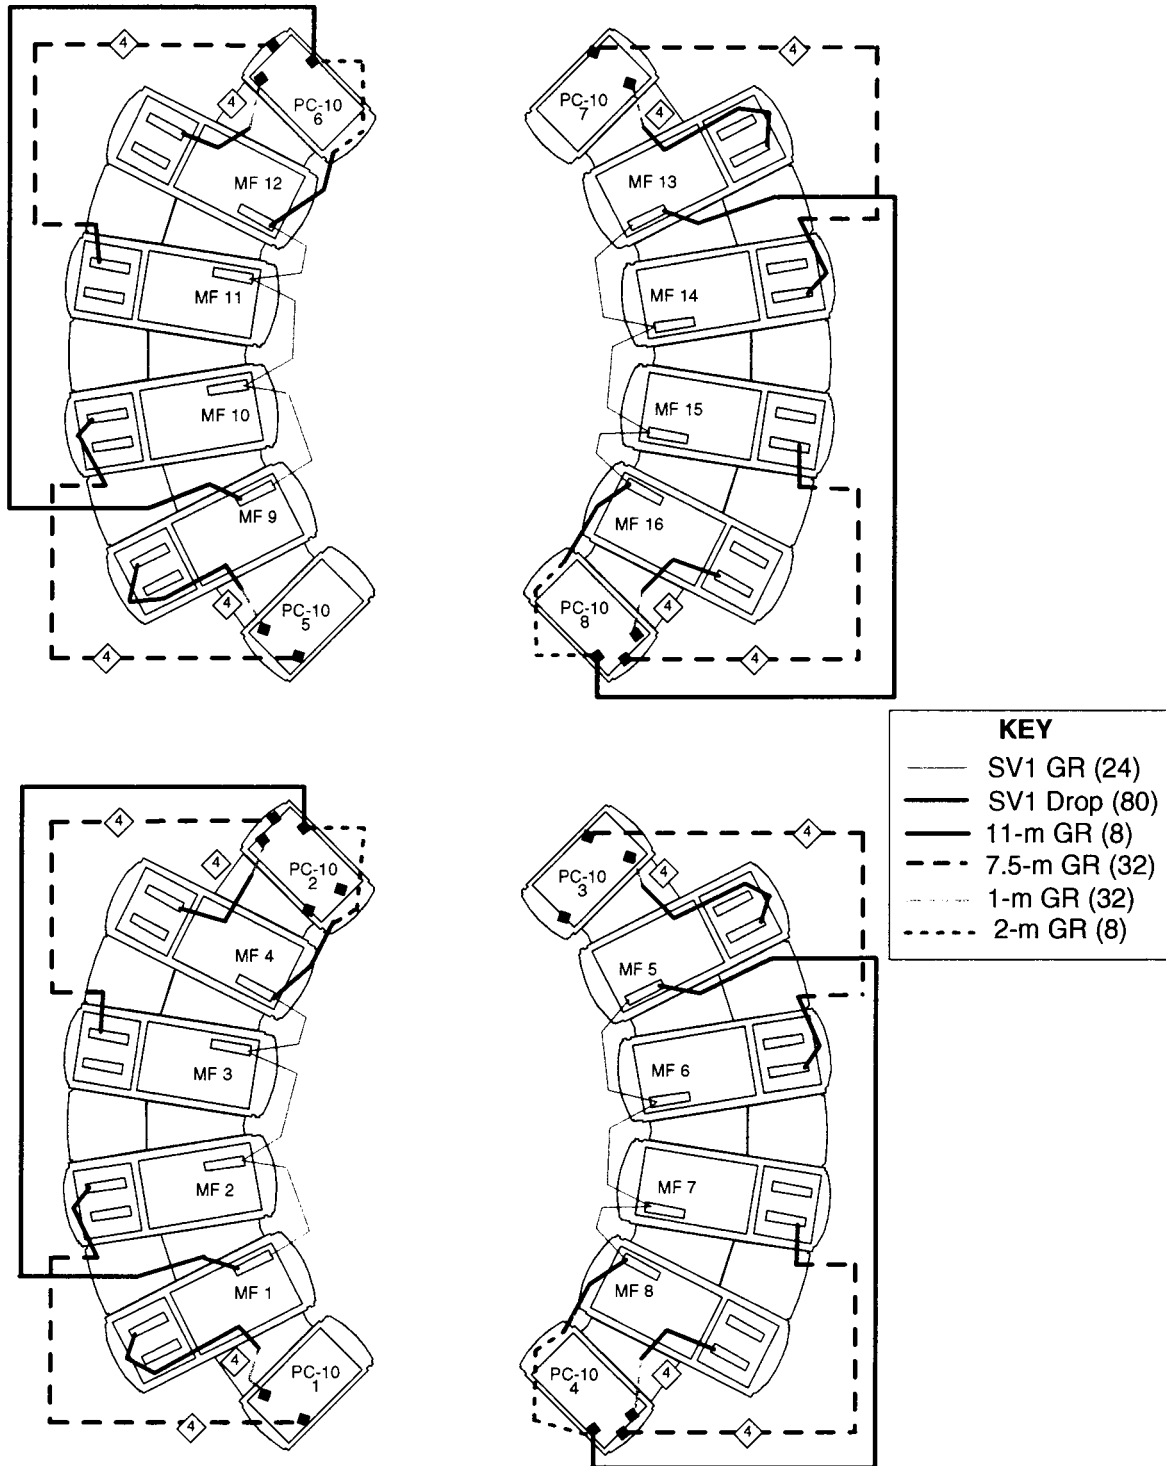 4
4
PC-10
6
4
MF 12
MF 11
MF 10
MF 9
4
PC-10
5
4
PC-10
7
4
MF 13
MF 14
MF 15
MF 16
PC-10
8
4
4
KEY
SV1 GR (24)
SV1 Drop (80)
11-m GR (8)
7.5-m GR (32)
1-m GR (32)
2-m GR (8)
4
4
PC-10
2
MF 4
MF 3
MF 2
MF 1
4
PC-10
1
4
4
PC-10
3
4
MF 5
MF 6
MF 7
MF 8
PC-10
4
4
4